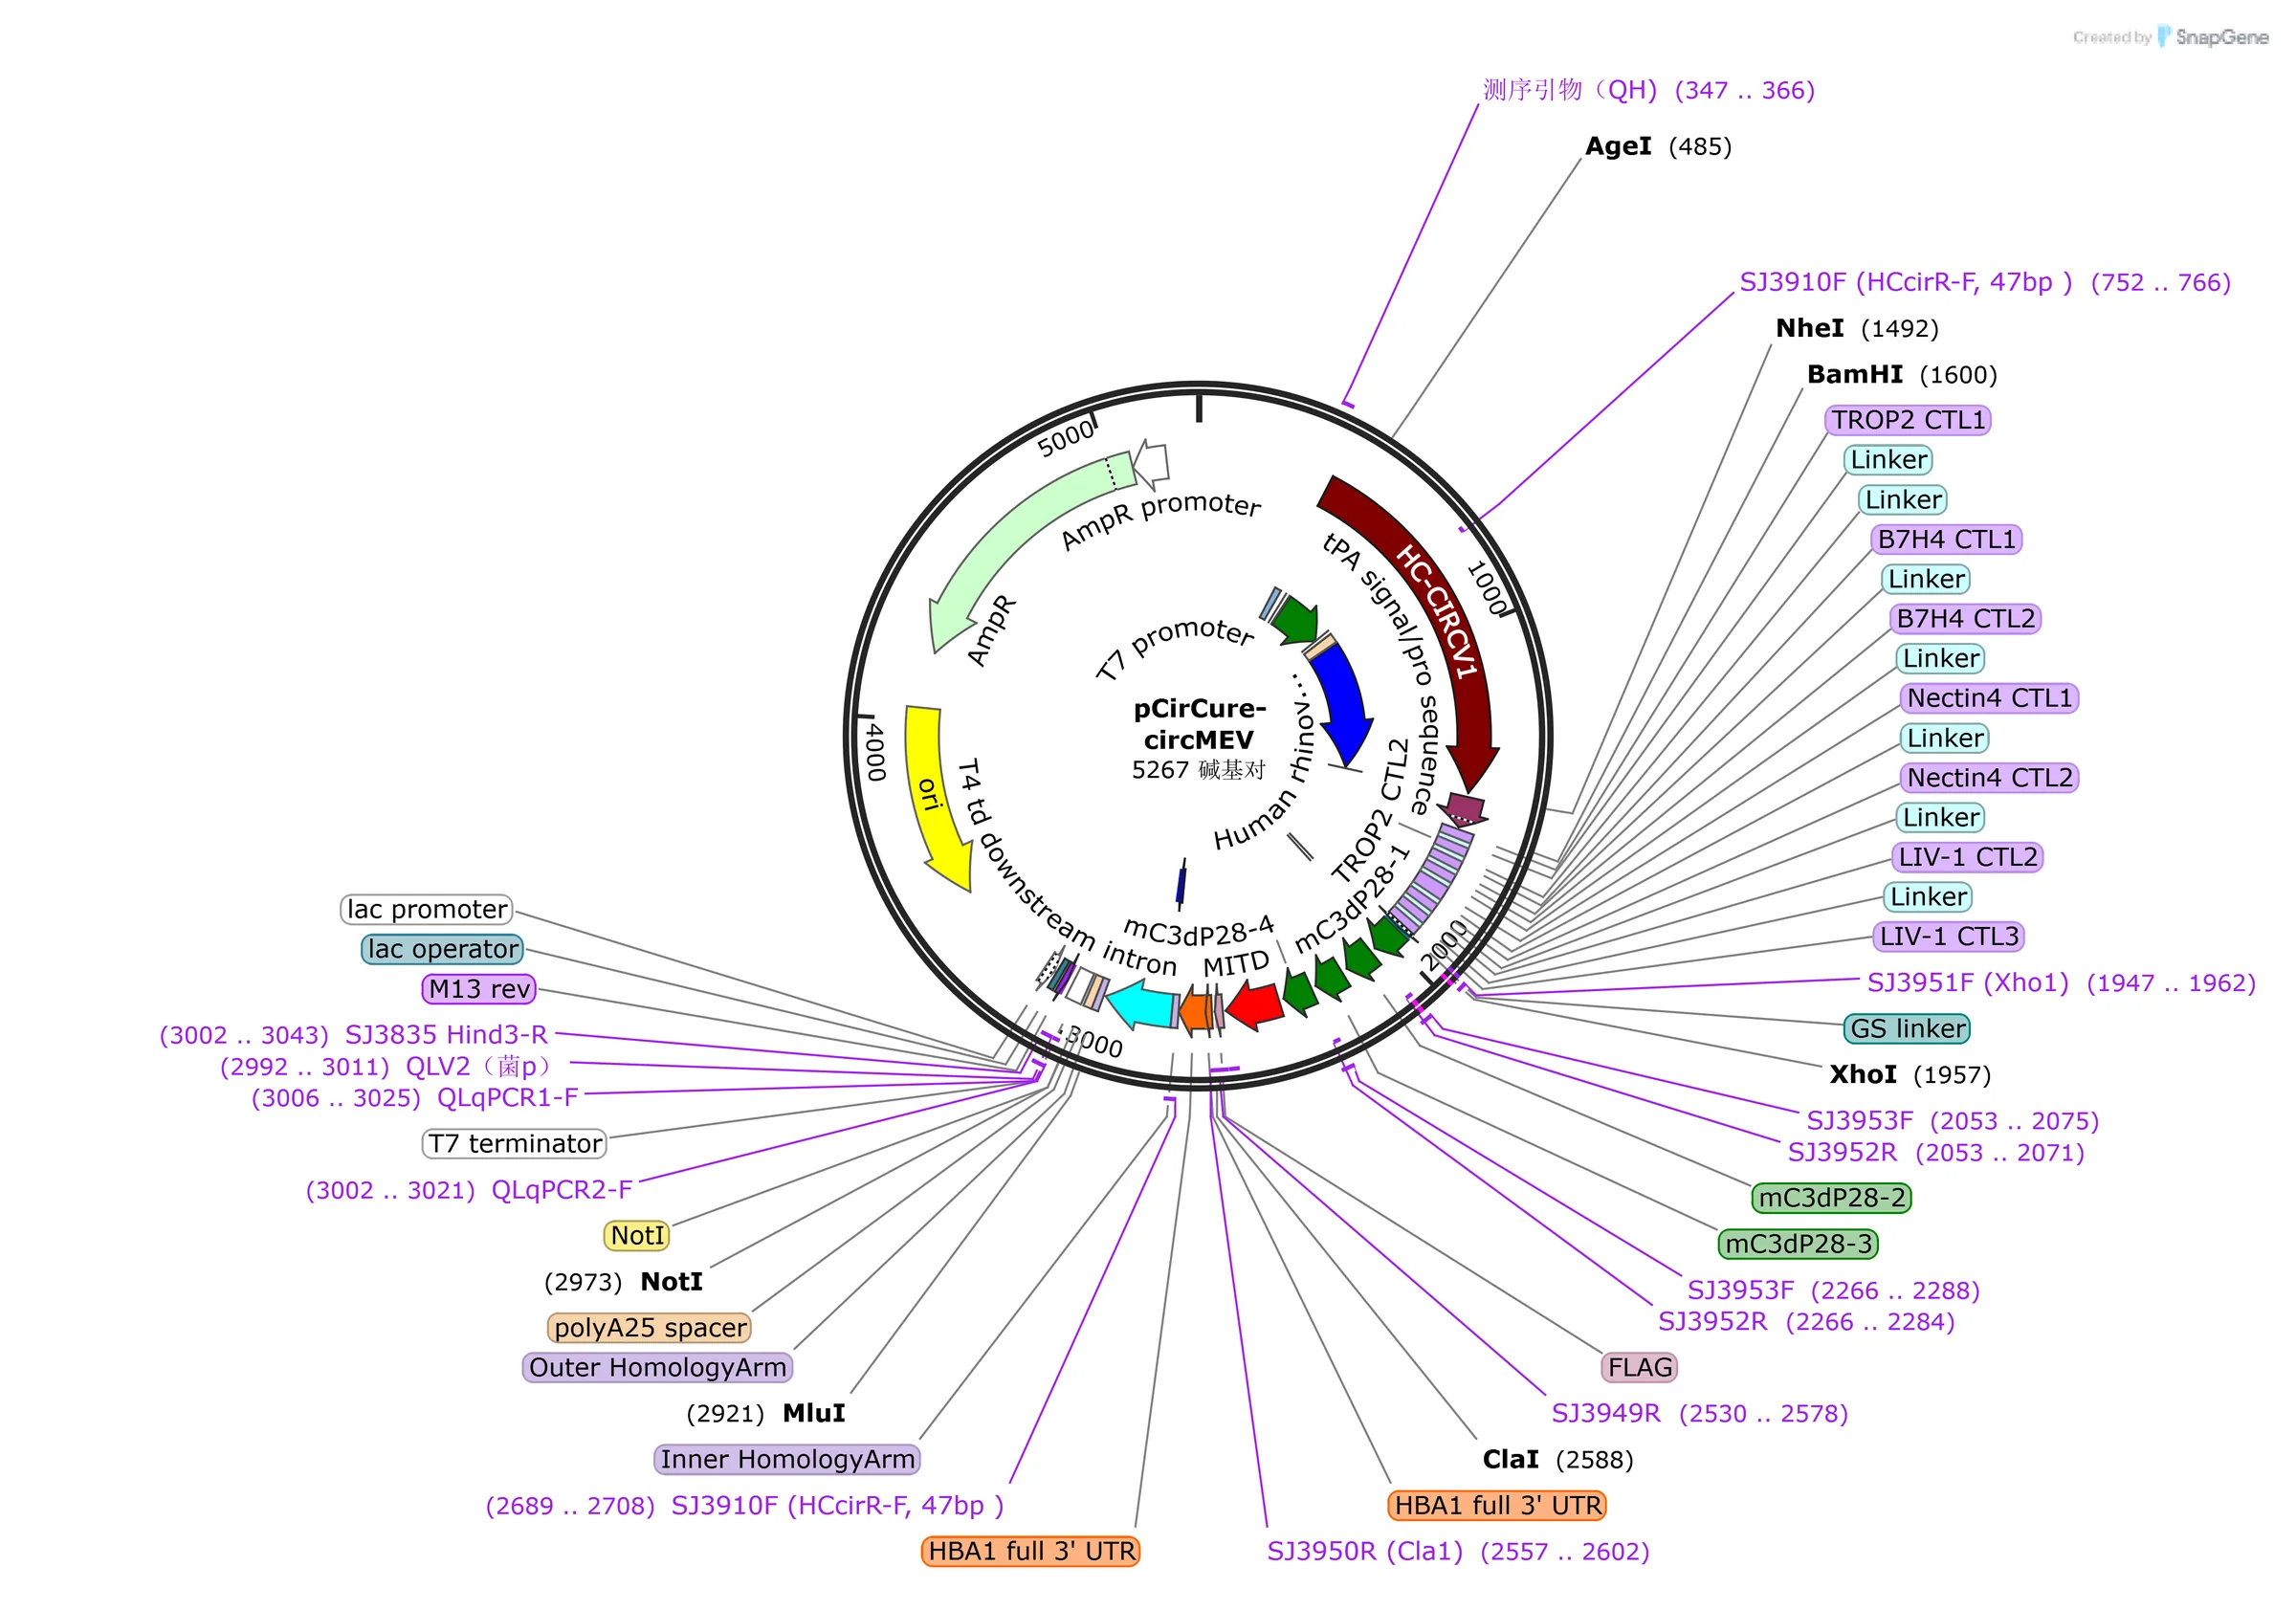 Created by SnapGene
测序引物（QH) (347 .. 366)
AgeI (485)
SJ3910F (HCcirR-F, 47bp ) (752 .. 766)
NheI (1492)
BamHI (1600)
TROP2 CTL1
Linker
Linker
B7H4 CTL1
Linker
B7H4 CTL2
Linker
Nectin4 CTL1
Linker
Nectin4 CTL2
Linker
LIV-1 CTL2
Linker
LIV-1 CTL3
SJ3951F (Xho1) (1947 .. 1962)
GS linker
XhoI (1957)
SJ3953F (2053 .. 2075)
SJ3952R (2053 .. 2071)
mC3dP28-2
mC3dP28-3
SJ3953F (2266 .. 2288)
SJ3952R (2266 .. 2284)
FLAG
SJ3949R (2530 .. 2578)
ClaI (2588)
HBA1 full 3' UTR
SJ3950R (Cla1) (2557 .. 2602)
HBA1 full 3' UTR
(2689 .. 2708) SJ3910F (HCcirR-F, 47bp )
Inner HomologyArm
(2921) MluI
Outer HomologyArm
polyA25 spacer
(2973) NotI
NotI
(3002 .. 3021) QLqPCR2-F
T7 terminator
(3006 .. 3025) QLqPCR1-F
(2992 .. 3011) QLV2（菌p）
(3002 .. 3043) SJ3835 Hind3-R
M13 rev
lac operator
lac promoter
1000
2000
3000
4000
5000
AmpR promoter
AmpR
ori
HC-CIRCV1
tPA signal/pro sequence
T7 promoter
Human rhinov...
TROP2 CTL2
mC3dP28-1
mC3dP28-4
MITD
T4 td downstream intron
pCirCure-
circMEV
5267 碱基对